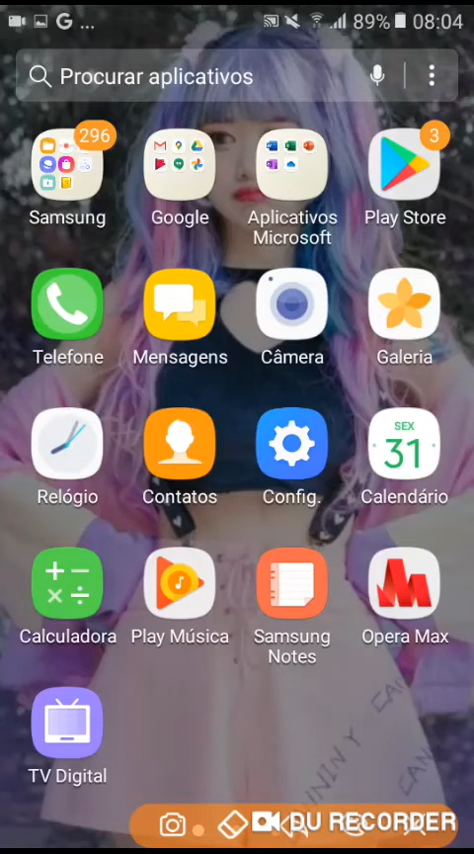 G ... 89% 08:04
Procurar aplicativos
296
3
Samsung Google Aplicativos Microsoft Play Store
Telefone Mensagens Câmera Galeria
SEX
31
Relógio Contatos Config. Calendário
Calculadora Play Música Samsung Notes Opera Max
TV Digital
DU RECORDER